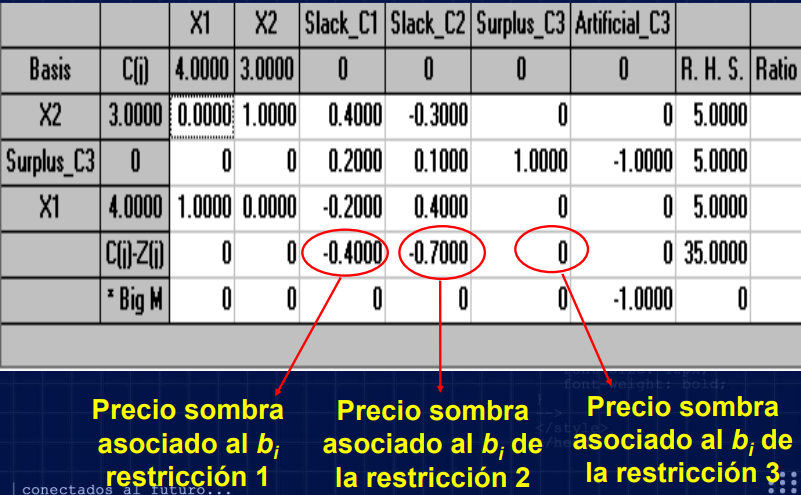 X1 X2 Slack_C1 Slack_C2 Surplus_C3 Artificial_C3
Basis C(j) 4.0000 3.0000 0 0 0 0 R. H. S. Ratio
X2 3.0000 0.0000 1.0000 0.4000 -0.3000 0 0 5.0000
Surplus_C3 0 0 0 0.2000 0.1000 1.0000 -1.0000 5.0000
X1 4.0000 1.0000 0.0000 -0.2000 0.4000 0 0 5.0000
C(j)-Z(j) 0 0 -0.4000 -0.7000 0 0 35.0000
* Big M 0 0 0 0 0 -1.0000 0
Precio sombra
asociado al bi
restricción 1
Precio sombra
asociado al bi de
la restricción 2
Precio sombra
asociado al bi de
la restricción 3
font-weight: bold;
}
-->
</style>
conectados al futuro...